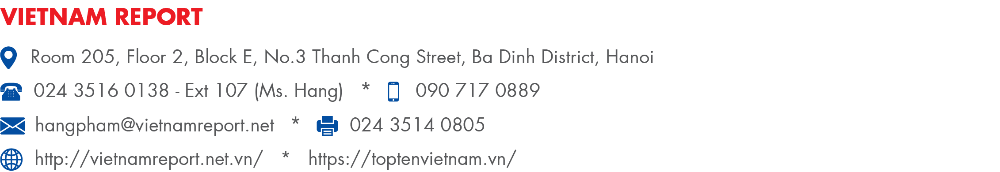 VIETNAM REPORT
Room 205, Floor 2, Block E, No.3 Thanh Cong Street, Ba Dinh District, Hanoi
024 3516 0138 - Ext 107 (Ms. Hang) * 090 717 0889
hangpham@vietnamreport.net * 024 3514 0805
http://vietnamreport.net.vn/ * https://toptenvietnam.vn/